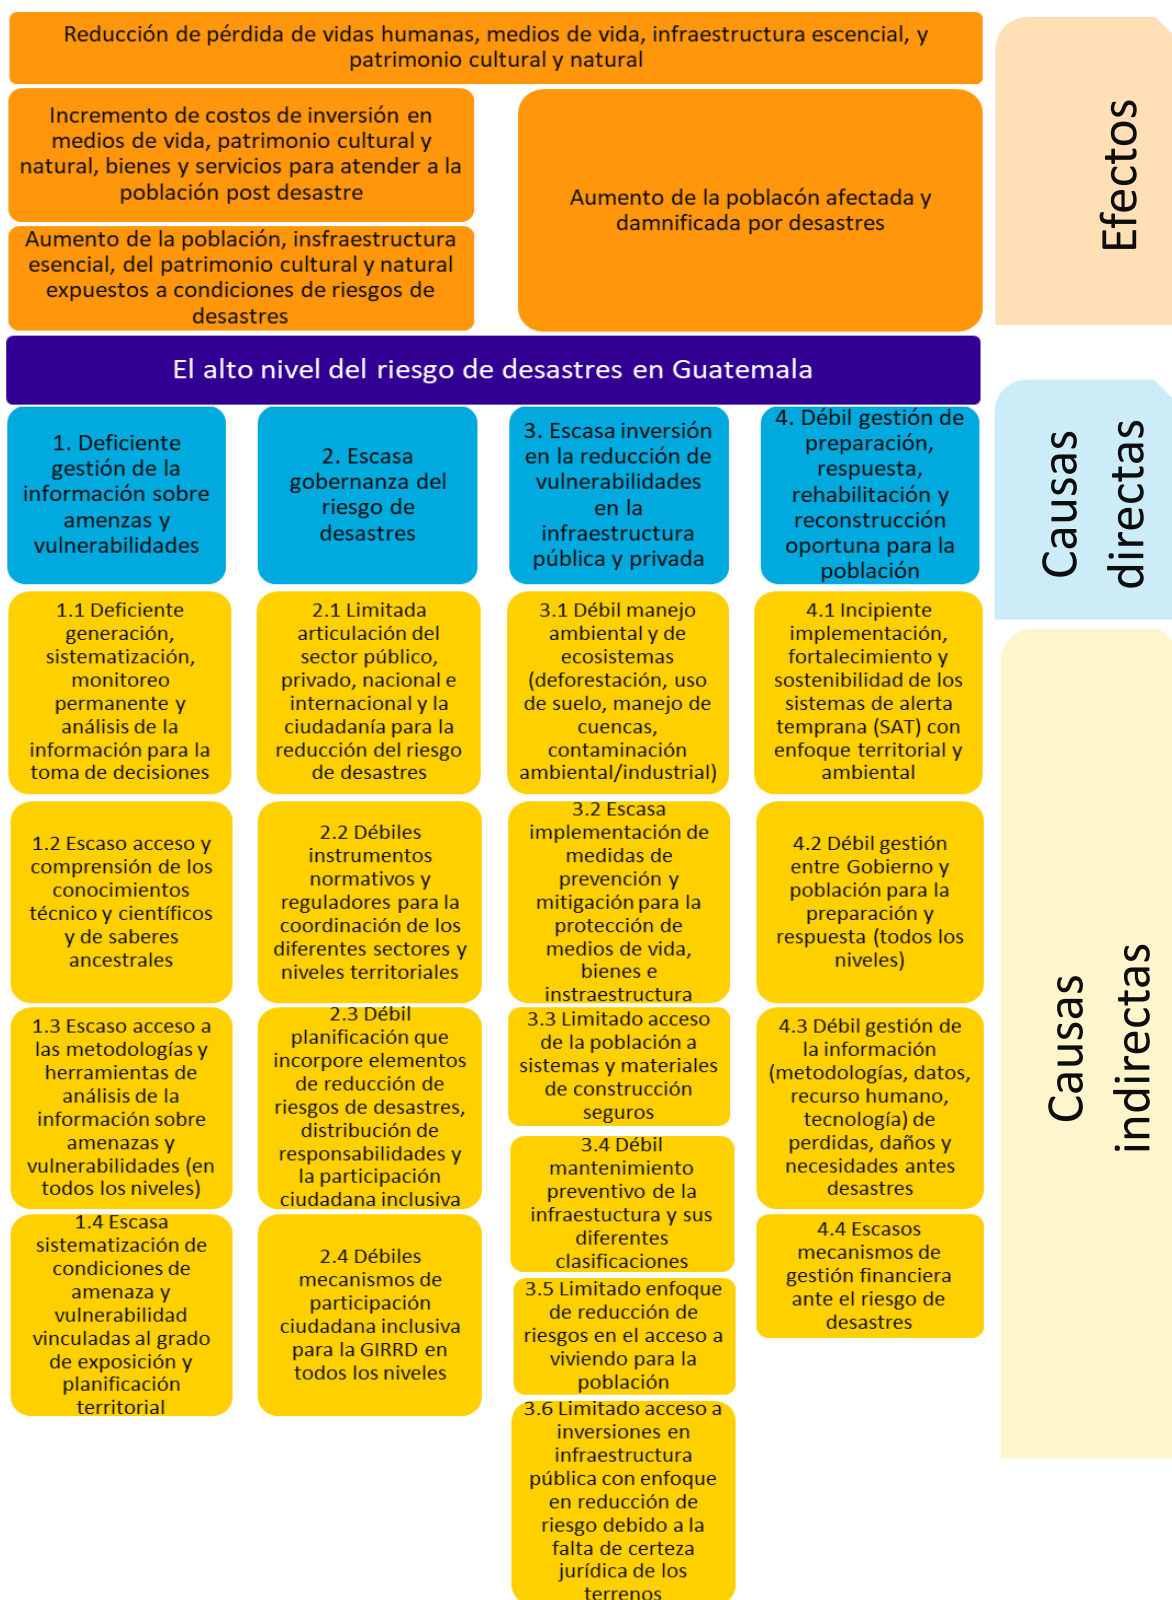 Reducción de pérdida de vidas humanas, medios de vida, infraestructura escencial, y
patrimonio cultural y natural
Incremento de costos de inversión en
medios de vida, patrimonio cultural y
natural, bienes y servicios para atender a la
población post desastre
Aumento de la población, insfraestructura
esencial, del patrimonio cultural y natural
expuestos a condiciones de riesgos de
desastres
Aumento de la poblacón afectada y
damnificada por desastres
Efectos
El alto nivel del riesgo de desastres en Guatemala
1. Deficiente
gestión de la
información sobre
amenzas y
vulnerabilidades
2. Escasa
gobernanza del
riesgo de
desastres
3. Escasa inversión
en la reducción de
vulnerabilidades
en la
infraestructura
pública y privada
4. Débil gestión de
preparación,
respuesta,
rehabilitación y
reconstrucción
oportuna para la
población
Causas
directas
1.1 Deficiente
generación,
sistematización,
monitoreo
permanente y
análisis de la
información para la
toma de decisiones
2.1 Limitada
articulación del
sector público,
privado, nacional e
internacional y la
ciudadanía para la
reducción del riesgo
de desastres
3.1 Débil manejo
ambiental y de
ecosistemas
(deforestación, uso
de suelo, manejo de
cuencas,
contaminación
ambiental/industrial)
4.1 Incipiente
implementación,
fortalecimiento y
sostenibilidad de los
sistemas de alerta
temprana (SAT) con
enfoque territorial y
ambiental
1.2 Escaso acceso y
comprensión de los
conocimientos
técnico y científicos
y de saberes
ancestrales
2.2 Débiles
instrumentos
normativos y
reguladores para la
coordinación de los
diferentes sectores y
niveles territoriales
3.2 Escasa
implementación de
medidas de
prevención y
mitigación para la
protección de
medios de vida,
bienes e
instraestructura
4.2 Débil gestión
entre Gobierno y
población para la
preparación y
respuesta (todos los
niveles)
1.3 Escaso acceso a
las metodologías y
herramientas de
análisis de la
información sobre
amenazas y
vulnerabilidades (en
todos los niveles)
2.3 Débil
planificación que
incorpore elementos
de reducción de
riesgos de desastres,
distribución de
responsabilidades y
la participación
ciudadana inclusiva
3.3 Limitado acceso
de la población a
sistemas y materiales
de construcción
seguros
3.4 Débil
mantenimiento
preventivo de la
infraestuctura y sus
diferentes
clasificaciones
4.3 Débil gestión de
la información
(metodologías, datos,
recurso humano,
tecnología) de
perdidas, daños y
necesidades antes
desastres
1.4 Escasa
sistematización de
condiciones de
amenaza y
vulnerabilidad
vinculadas al grado
de exposición y
planificación
territorial
2.4 Débiles
mecanismos de
participación
ciudadana inclusiva
para la GIRRD en
todos los niveles
3.5 Limitado enfoque
de reducción de
riesgos en el acceso a
viviendo para la
población
3.6 Limitado acceso a
inversiones en
infraestructura
pública con enfoque
en reducción de
riesgo debido a la
falta de certeza
jurídica de los
terrenos
4.4 Escasos
mecanismos de
gestión financiera
ante el riesgo de
desastres
Causas
indirectas